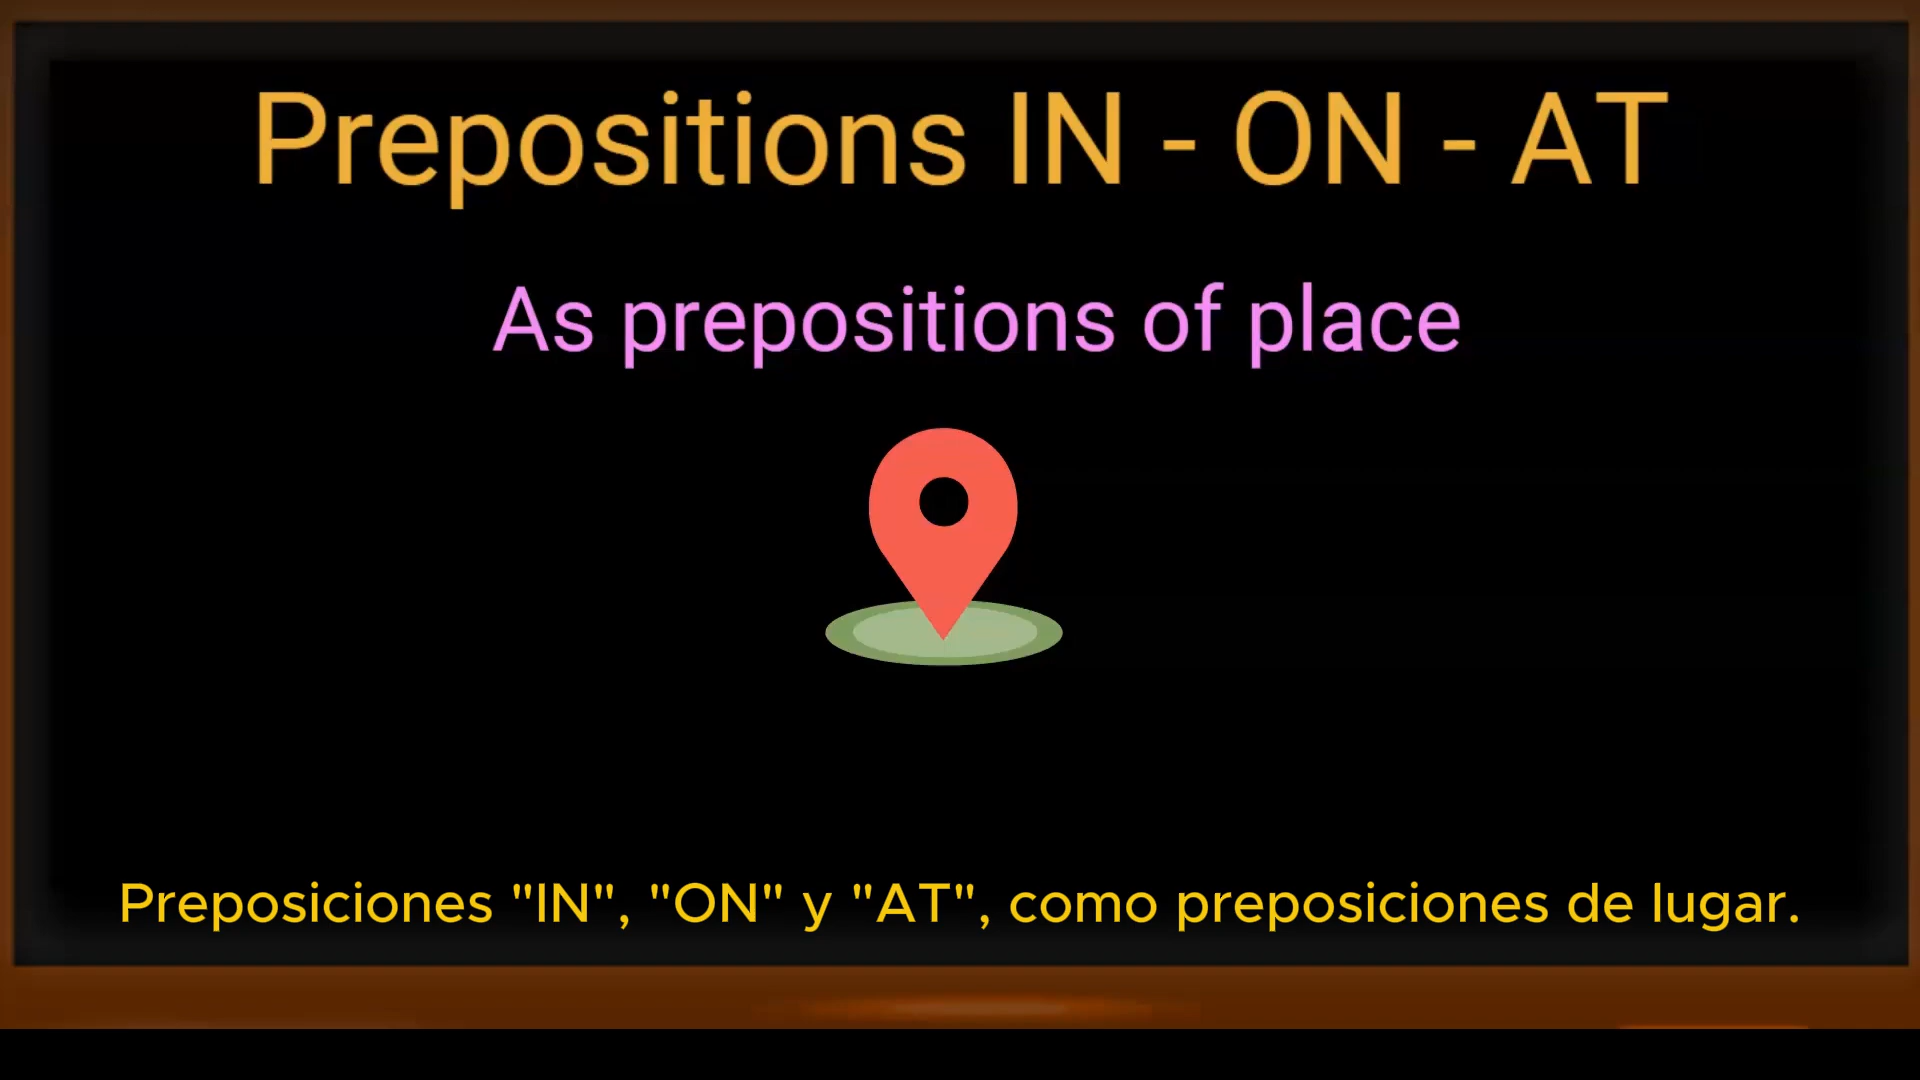 Prepositions IN - ON - AT
As prepositions of place
Preposiciones "IN", "ON" y "AT", como preposiciones de lugar.